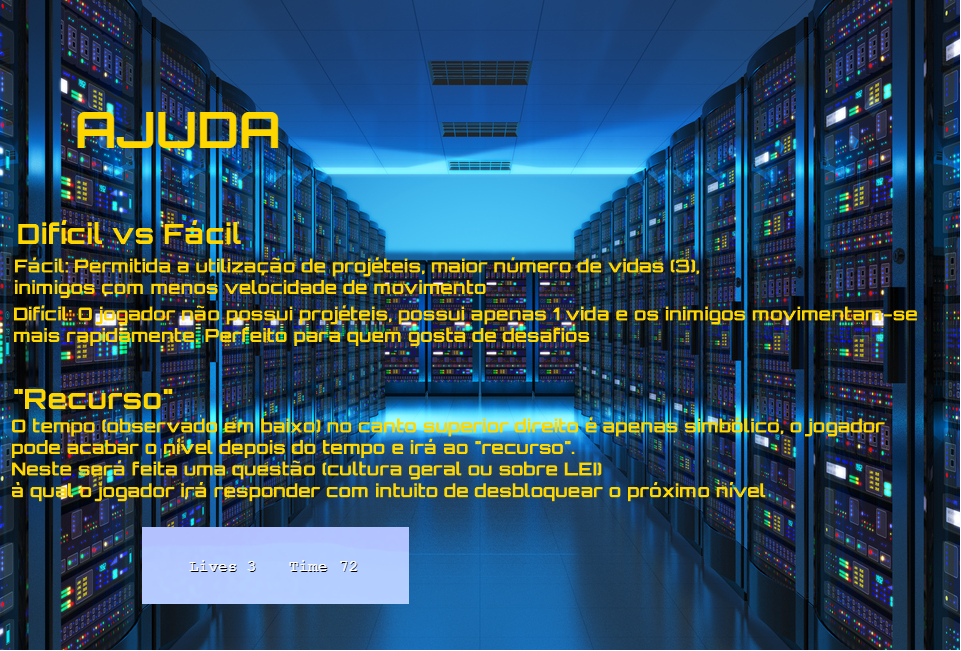 AJUDA
Difícil vs Fácil
Fácil: Permitida a utilização de projéteis, maior número de vidas (3),
inimigos com menos velocidade de movimento
Difícil: O jogador não possui projéteis, possui apenas 1 vida e os inimigos movimentam-se
mais rapidamente. Perfeito para quem gosta de desafios
"Recurso"
O tempo (observado em baixo) no canto superior direito é apenas simbólico, o jogador
pode acabar o nível depois do tempo e irá ao "recurso".
Neste será feita uma questão (cultura geral ou sobre LEI)
à qual o jogador irá responder com intuito de desbloquear o próximo nível
Lives 3 Time 72